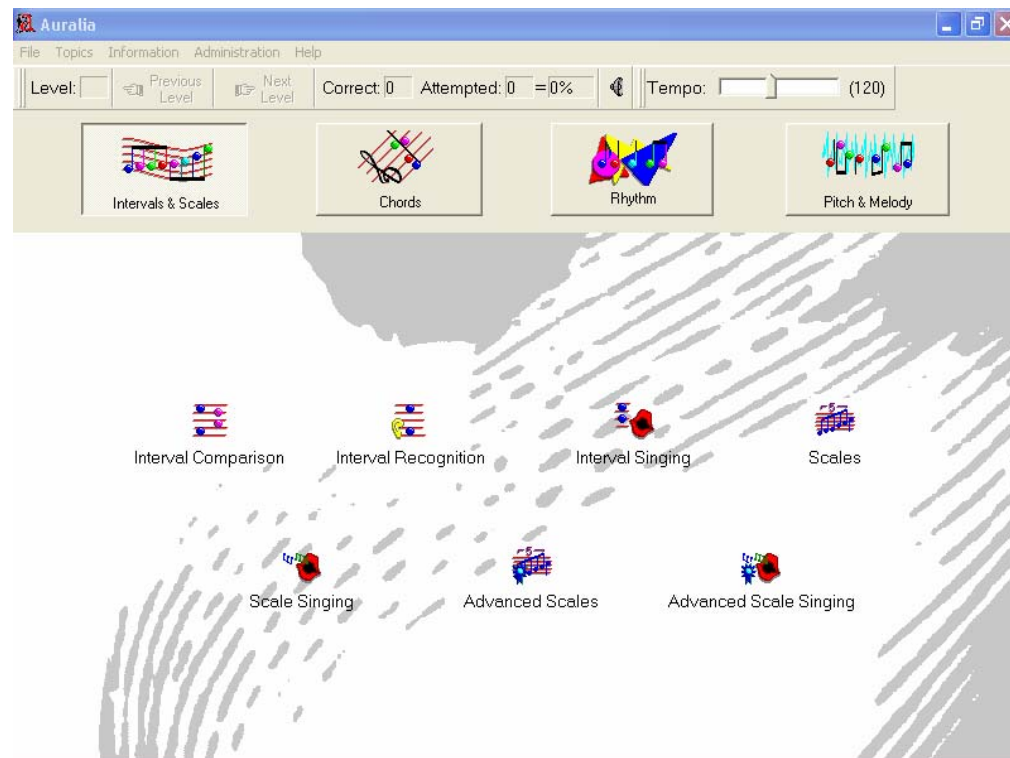 Auralia
File Topics Information Administration Help
Level: Previous Level Next Level Correct: 0 Attempted: 0 =0% Tempo: (120)
Intervals & Scales Chords Rhythm Pitch & Melody
Interval Comparison Interval Recognition Interval Singing Scales
Scale Singing Advanced Scales Advanced Scale Singing